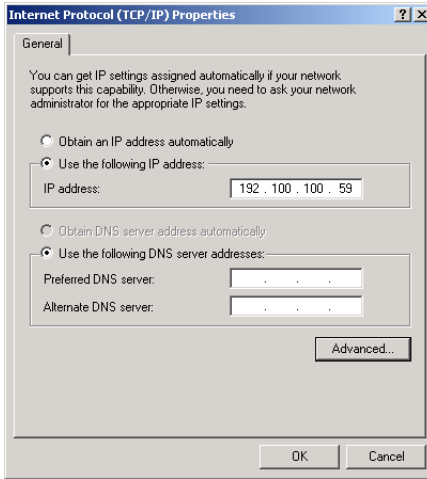 Internet Protocol (TCP/IP) Properties
General
You can get IP settings assigned automatically if your network
supports this capability. Otherwise, you need to ask your network
administrator for the appropriate IP settings.
Obtain an IP address automatically
Use the following IP address:
IP address: 192 . 100 . 100 . 59
Obtain DNS server address automatically
Use the following DNS server addresses:
Preferred DNS server: . . .
Alternate DNS server: . . .
Advanced...
OK Cancel